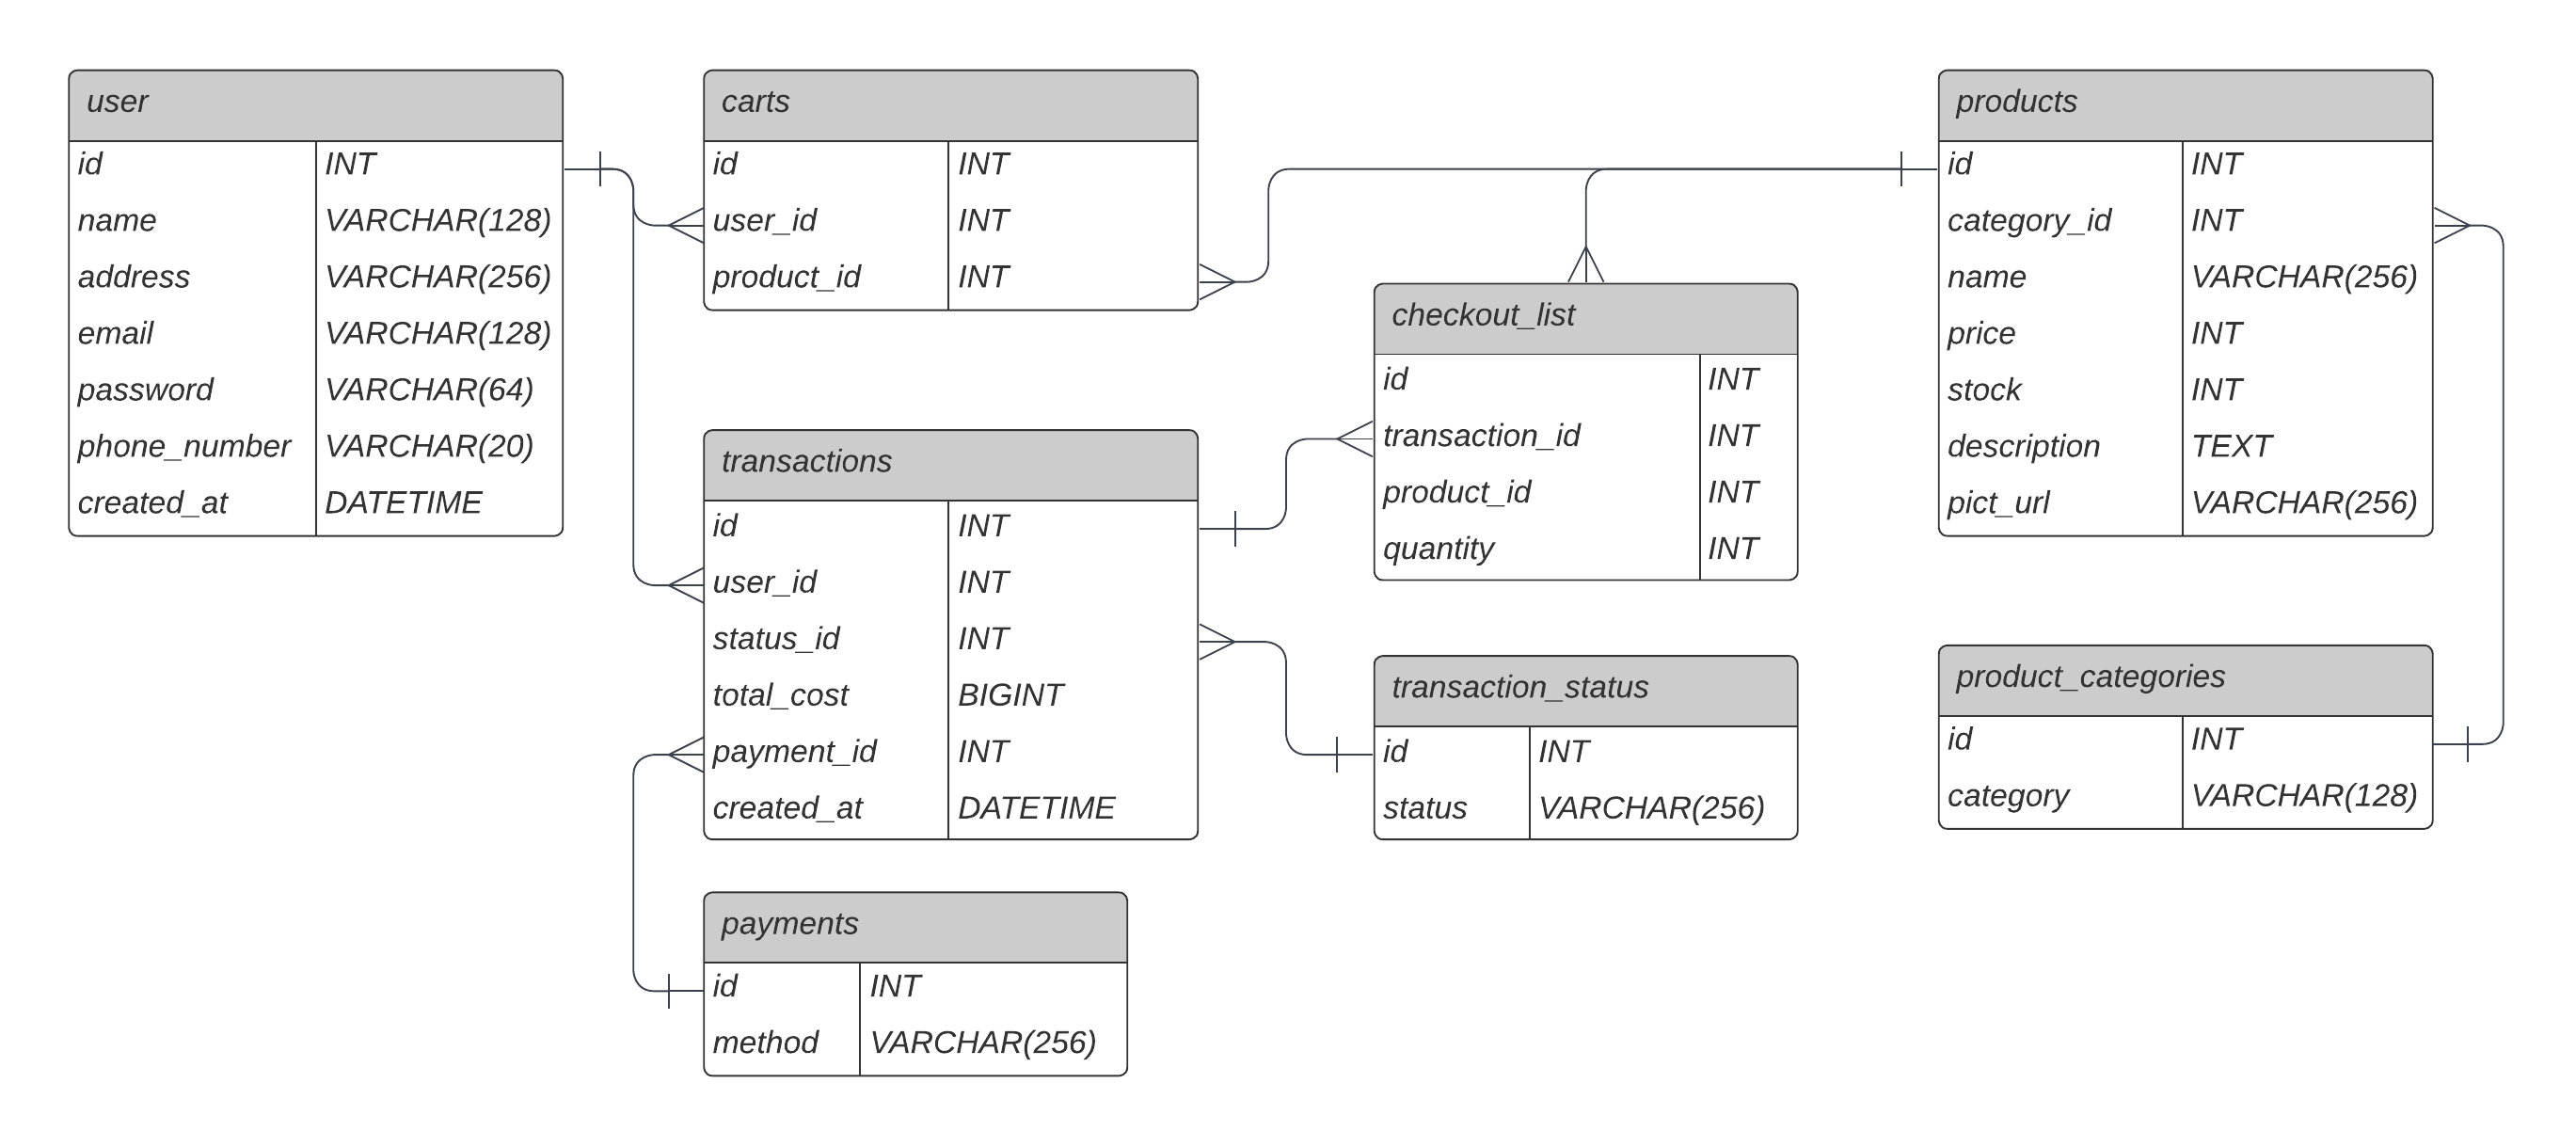 user
id INT
name VARCHAR(128)
address VARCHAR(256)
email VARCHAR(128)
password VARCHAR(64)
phone_number VARCHAR(20)
created_at DATETIME
carts
id INT
user_id INT
product_id INT
transactions
id INT
user_id INT
status_id INT
total_cost BIGINT
payment_id INT
created_at DATETIME
payments
id INT
method VARCHAR(256)
checkout_list
id INT
transaction_id INT
product_id INT
quantity INT
transaction_status
id INT
status VARCHAR(256)
products
id INT
category_id INT
name VARCHAR(256)
price INT
stock INT
description TEXT
pict_url VARCHAR(256)
product_categories
id INT
category VARCHAR(128)